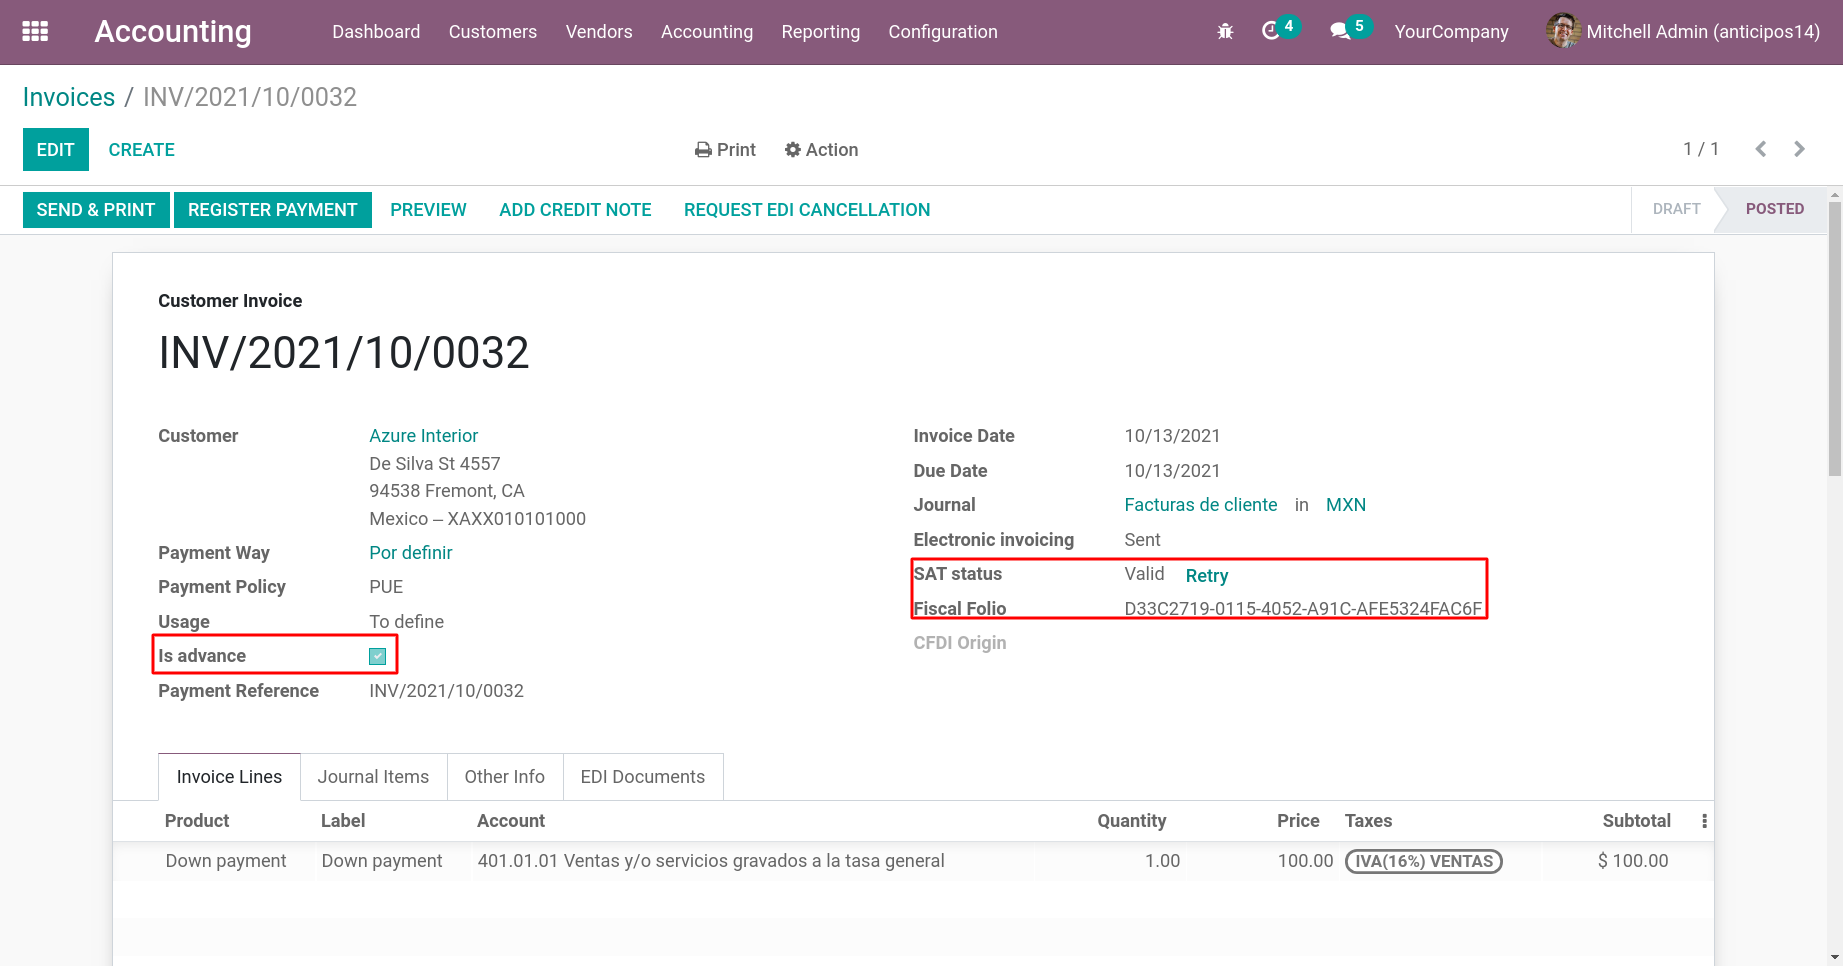 Accounting Dashboard Customers Vendors Accounting Reporting Configuration 4 5 YourCompany Mitchell Admin (anticipos14)
Invoices / INV/2021/10/0032
EDIT CREATE Print Action 1 / 1
SEND & PRINT REGISTER PAYMENT PREVIEW ADD CREDIT NOTE REQUEST EDI CANCELLATION DRAFT POSTED
Customer Invoice
INV/2021/10/0032
Customer Azure Interior
De Silva St 4557
94538 Fremont, CA
Mexico – XAXX010101000
Payment Way Por definir
Payment Policy PUE
Usage To define
Is advance
Payment Reference INV/2021/10/0032
Invoice Date 10/13/2021
Due Date 10/13/2021
Journal Facturas de cliente in MXN
Electronic invoicing Sent
SAT status Valid Retry
Fiscal Folio D33C2719-0115-4052-A91C-AFE5324FAC6F
CFDI Origin
Invoice Lines Journal Items Other Info EDI Documents
Product Label Account Quantity Price Taxes Subtotal
Down payment Down payment 401.01.01 Ventas y/o servicios gravados a la tasa general 1.00 100.00 IVA(16%) VENTAS $ 100.00